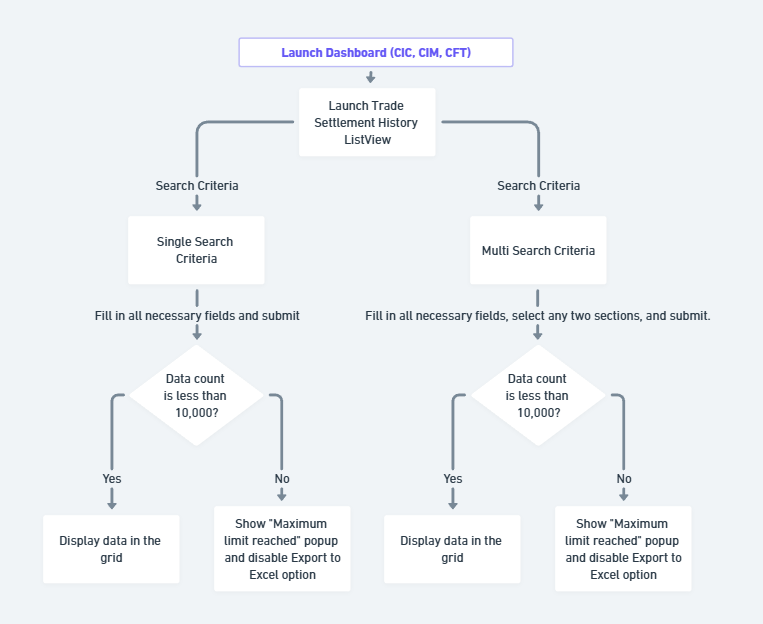 Launch Dashboard (CIC, CIM, CFT)
Launch Trade
Settlement History
ListView
Search Criteria
Search Criteria
Single Search
Criteria
Multi Search Criteria
Fill in all necessary fields and submit
Fill in all necessary fields, select any two sections, and submit.
Data count
is less than
10,000?
Data count
is less than
10,000?
Yes
No
Yes
No
Display data in the
grid
Show "Maximum
limit reached" popup
and disable Export to
Excel option
Display data in the
grid
Show "Maximum
limit reached" popup
and disable Export to
Excel option